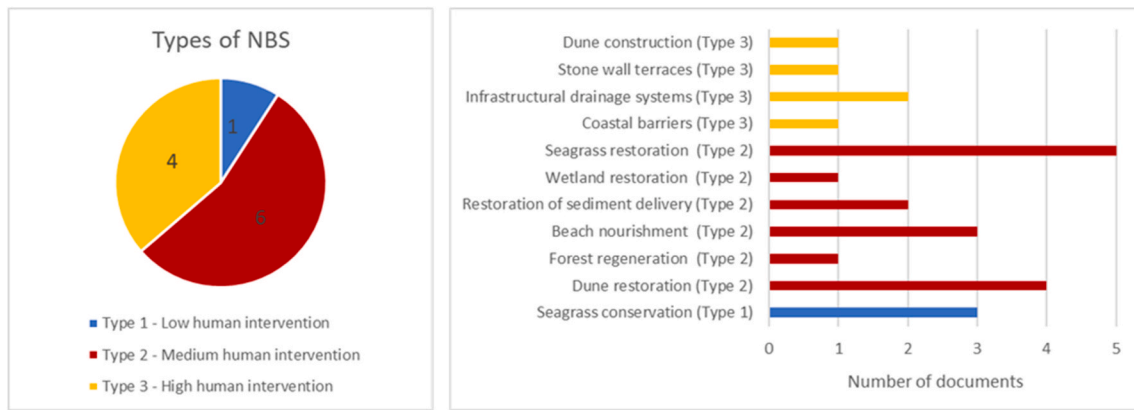 Types of NBS
1
4
6
Type 1 - Low human intervention
Type 2 - Medium human intervention
Type 3 - High human intervention
Dune construction (Type 3)
Stone wall terraces (Type 3)
Infrastructural drainage systems (Type 3)
Coastal barriers (Type 3)
Seagrass restoration (Type 2)
Wetland restoration (Type 2)
Restoration of sediment delivery (Type 2)
Beach nourishment (Type 2)
Forest regeneration (Type 2)
Dune restoration (Type 2)
Seagrass conservation (Type 1)
0 1 2 3 4 5
Number of documents